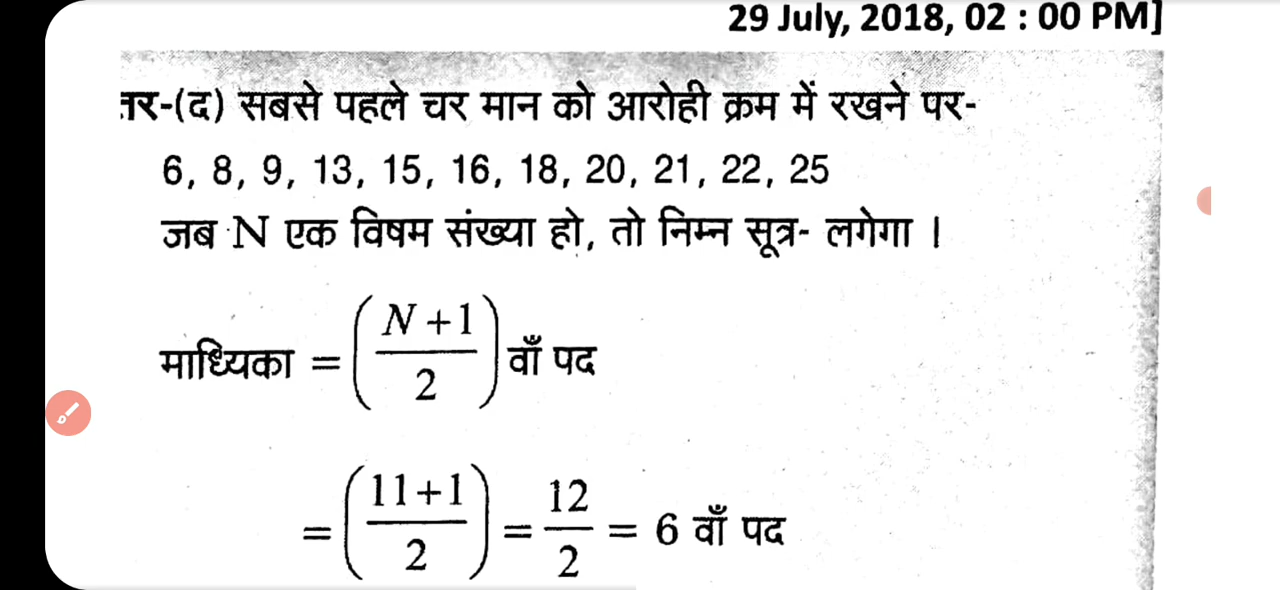 29 July, 2018, 02 : 00 PM]
तर-(द) सबसे पहले चर मान को आरोही क्रम में रखने पर-
6, 8, 9, 13, 15, 16, 18, 20, 21, 22, 25
जब N एक विषम संख्या हो, तो निम्न सूत्र- लगेगा ।
माध्यिका = (N+1/2) वाँ पद
= (11+1/2) = 12/2 = 6 वाँ पद